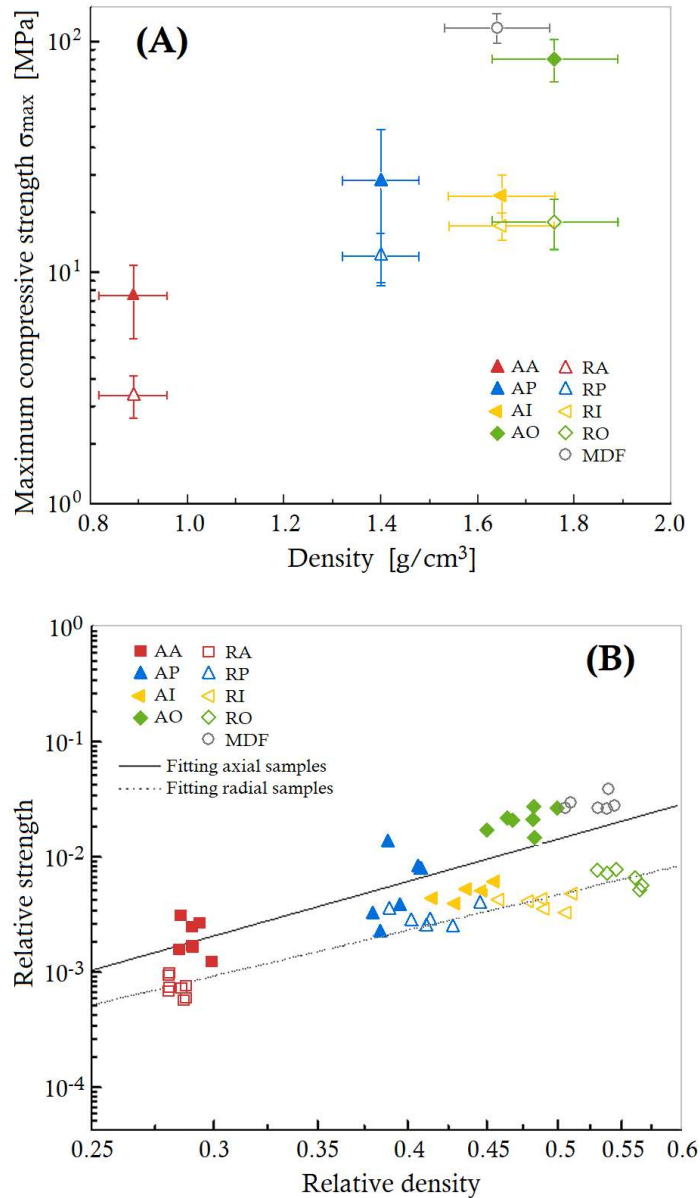 (A)
Maximum compressive strength σmax [MPa]
10²
10¹
10⁰
AA RA
AP RP
AI RI
AO RO
MDF
0.8 1.0 1.2 1.4 1.6 1.8 2.0
Density [g/cm³]
(B)
Relative strength
10⁰
10⁻¹
10⁻²
10⁻³
10⁻⁴
AA RA
AP RP
AI RI
AO RO
MDF
Fitting axial samples
Fitting radial samples
0.25 0.3 0.35 0.4 0.45 0.5 0.55 0.6
Relative density